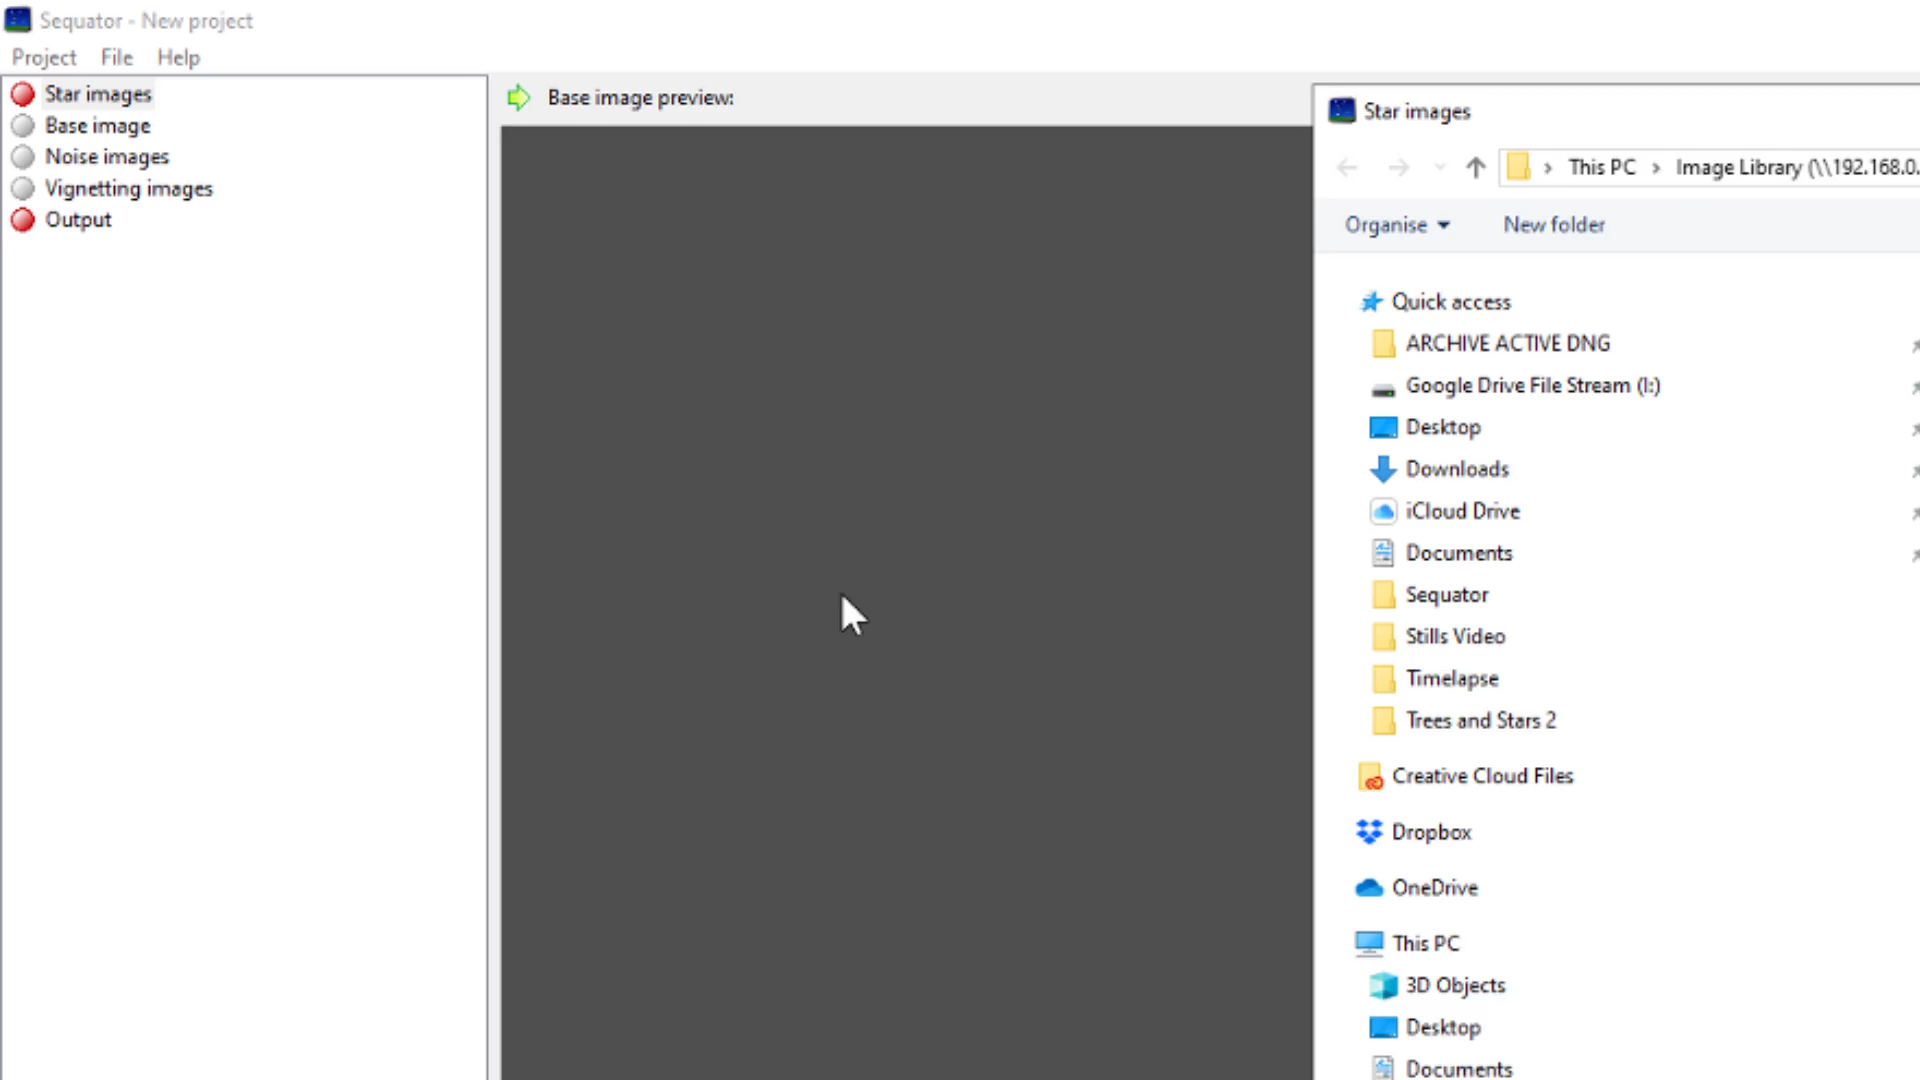 Sequator - New project
Project File Help
Star images
Base image
Noise images
Vignetting images
Output
Base image preview:
Star images
This PC > Image Library (\\192.168.0.
Organise New folder
Quick access
ARCHIVE ACTIVE DNG
Google Drive File Stream (I:)
Desktop
Downloads
iCloud Drive
Documents
Sequator
Stills Video
Timelapse
Trees and Stars 2
Creative Cloud Files
Dropbox
OneDrive
This PC
3D Objects
Desktop
Documents